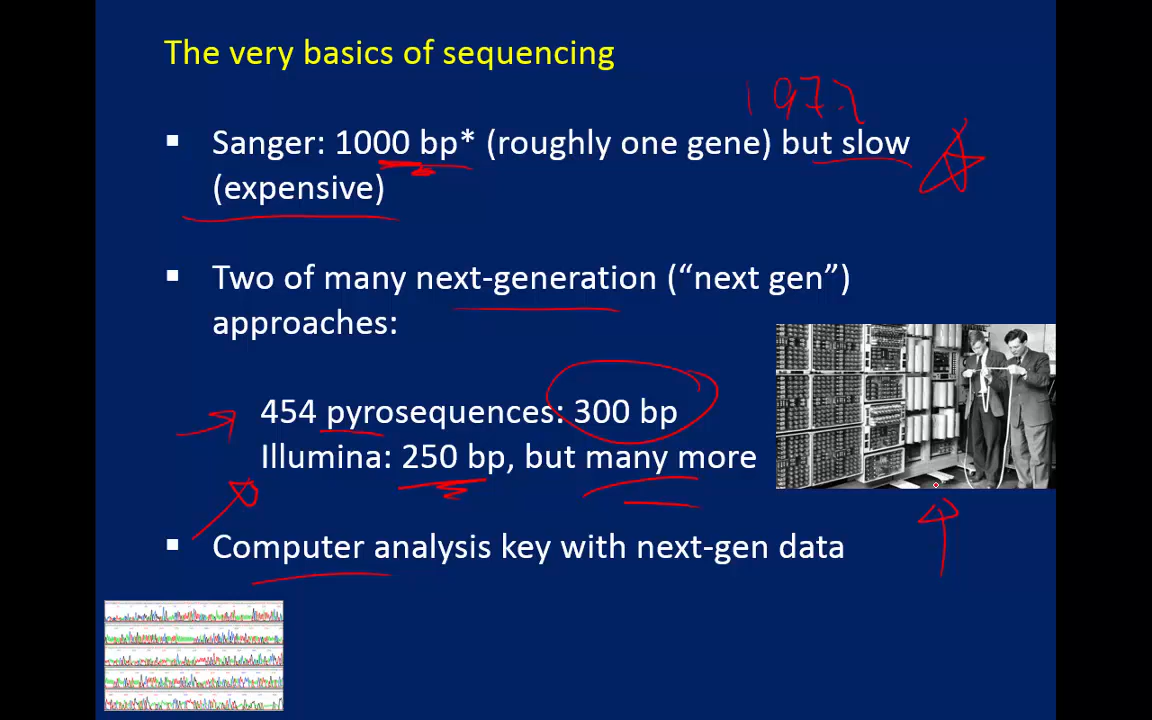 The very basics of sequencing
▪ Sanger: 1000 bp* (roughly one gene) but slow
(expensive)
▪ Two of many next-generation (“next gen”)
approaches:
454 pyrosequences: 300 bp
Illumina: 250 bp, but many more
▪ Computer analysis key with next-gen data